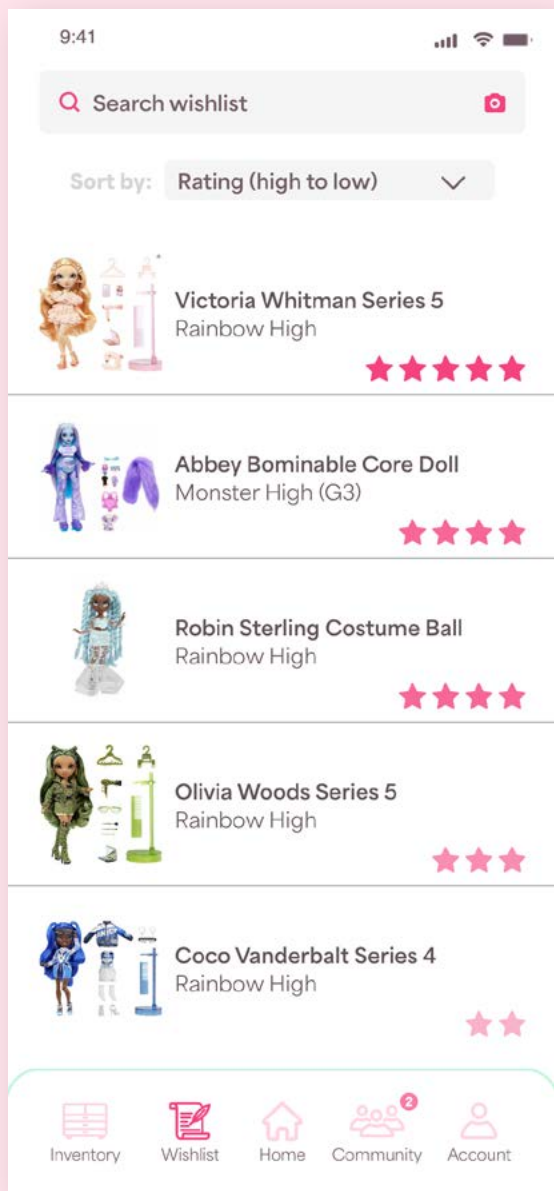 9:41
Search wishlist
Sort by: Rating (high to low)
Victoria Whitman Series 5
Rainbow High
Abbey Bominable Core Doll
Monster High (G3)
Robin Sterling Costume Ball
Rainbow High
Olivia Woods Series 5
Rainbow High
Coco Vanderbalt Series 4
Rainbow High
2
Inventory Wishlist Home Community Account